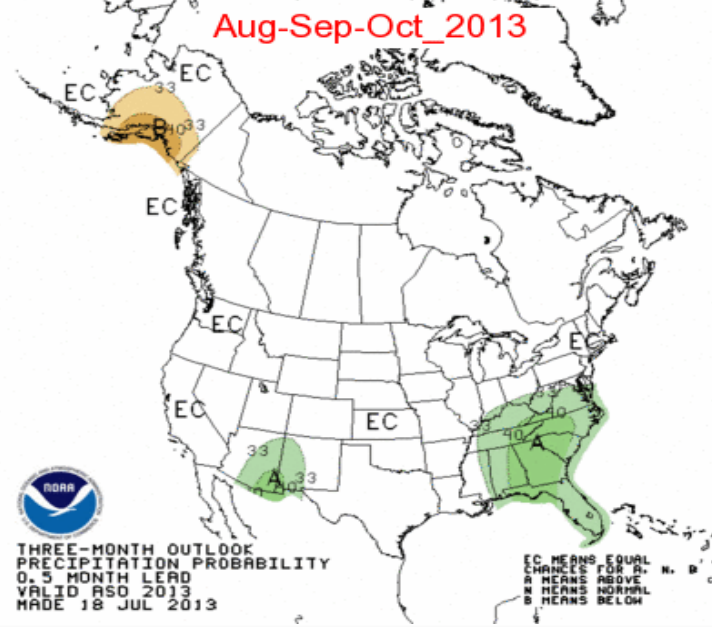 Aug-Sep-Oct_2013
EC
EC
33
B
40
33
EC
EC
EC
33
EC
EC
33
40
40
A
33
A
40
33
NOAA
THREE-MONTH OUTLOOK
PRECIPITATION PROBABILITY
0.5 MONTH LEAD
VALID ASO 2013
MADE 18 JUL 2013
EC MEANS EQUAL
CHANCES FOR A, N, B
A MEANS ABOVE
N MEANS NORMAL
B MEANS BELOW